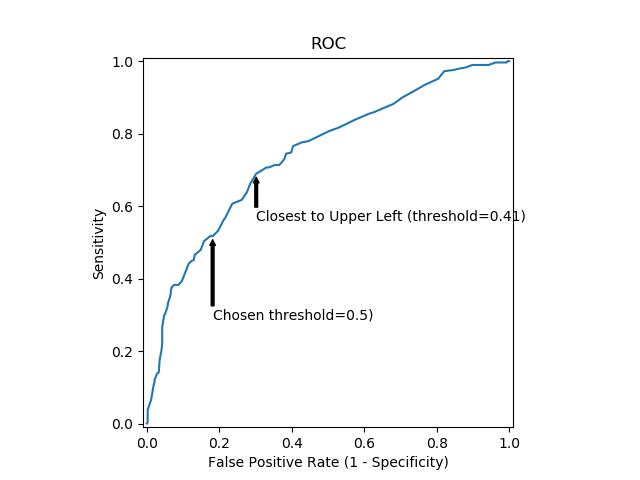 ROC
1.0
0.8
0.6
0.4
0.2
0.0
Sensitivity
Closest to Upper Left (threshold=0.41)
Chosen threshold=0.5)
0.0 0.2 0.4 0.6 0.8 1.0
False Positive Rate (1 - Specificity)